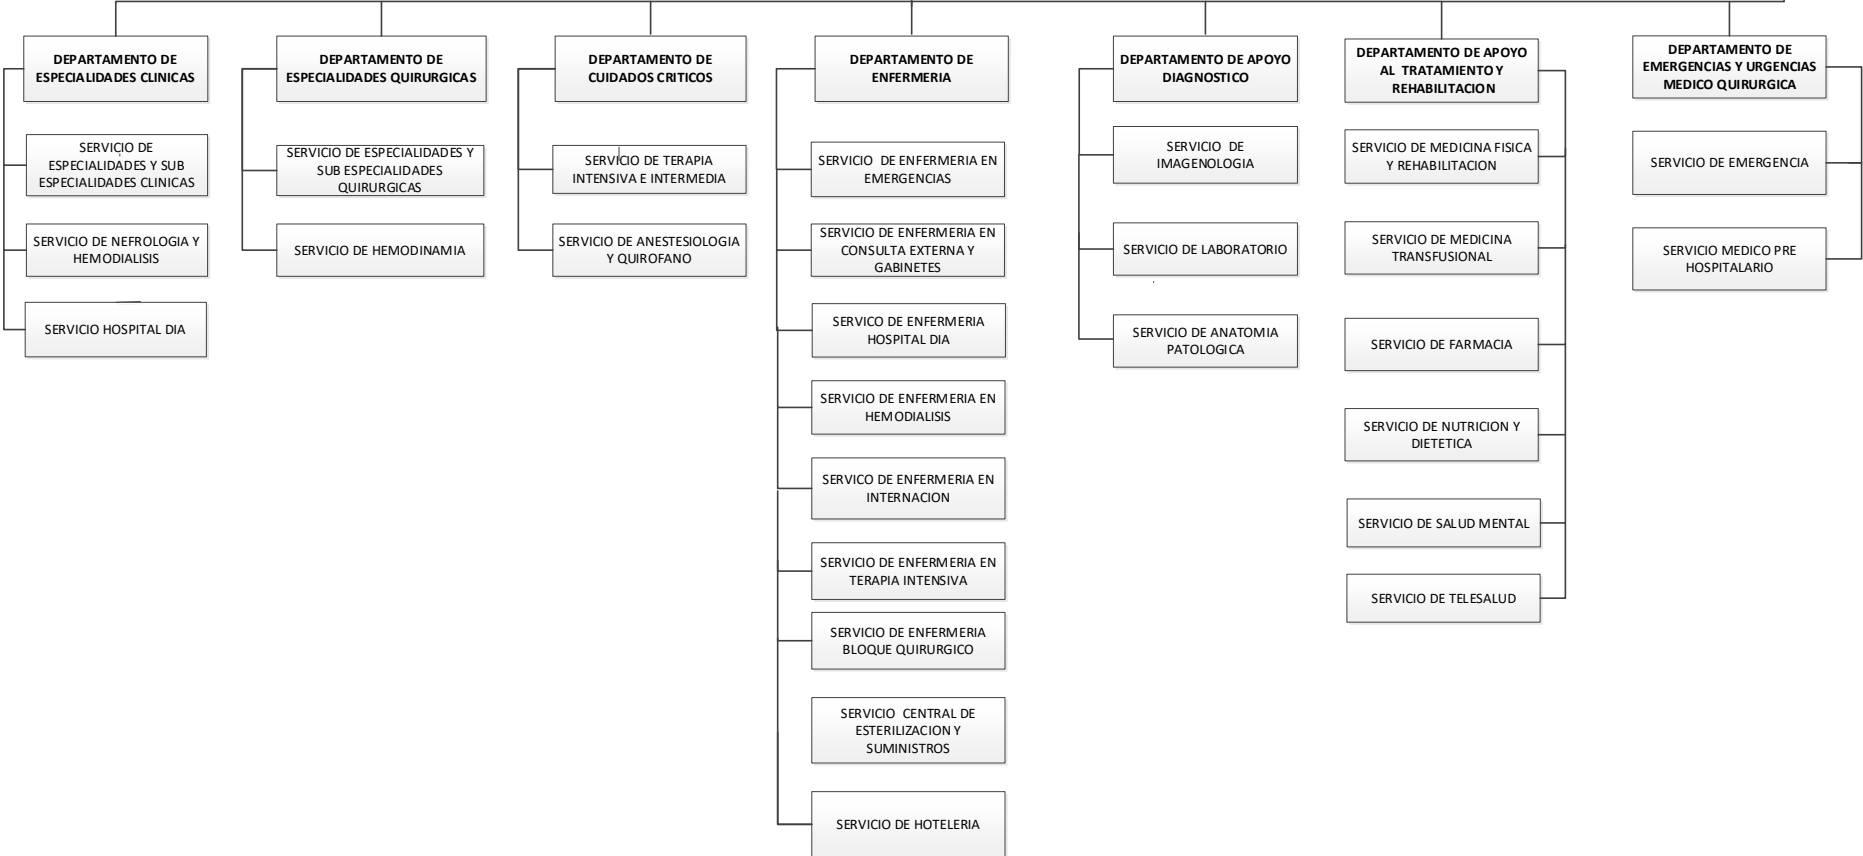 DEPARTAMENTO DE
ESPECIALIDADES CLINICAS
SERVICIO DE
ESPECIALIDADES Y SUB
ESPECIALIDADES CLINICAS
SERVICIO DE NEFROLOGIA Y
HEMODIALISIS
SERVICIO HOSPITAL DIA
DEPARTAMENTO DE
ESPECIALIDADES QUIRURGICAS
SERVICIO DE ESPECIALIDADES Y
SUB ESPECIALIDADES
QUIRURGICAS
SERVICIO DE HEMODINAMIA
DEPARTAMENTO DE
CUIDADOS CRITICOS
SERVICIO DE TERAPIA
INTENSIVA E INTERMEDIA
SERVICIO DE ANESTESIOLOGIA
Y QUIROFANO
DEPARTAMENTO DE
ENFERMERIA
SERVICIO DE ENFERMERIA EN
EMERGENCIAS
SERVICIO DE ENFERMERIA EN
CONSULTA EXTERNA Y
GABINETES
SERVICO DE ENFERMERIA
HOSPITAL DIA
SERVICIO DE ENFERMERIA EN
HEMODIALISIS
SERVICO DE ENFERMERIA EN
INTERNACION
SERVICIO DE ENFERMERIA EN
TERAPIA INTENSIVA
SERVICIO DE ENFERMERIA
BLOQUE QUIRURGICO
SERVICIO CENTRAL DE
ESTERILIZACION Y
SUMINISTROS
SERVICIO DE HOTELERIA
DEPARTAMENTO DE APOYO
DIAGNOSTICO
SERVICIO DE
IMAGENOLOGIA
SERVICIO DE LABORATORIO
SERVICIO DE ANATOMIA
PATOLOGICA
DEPARTAMENTO DE APOYO
AL TRATAMIENTO Y
REHABILITACION
SERVICIO DE MEDICINA FISICA
Y REHABILITACION
SERVICIO DE MEDICINA
TRANSFUSIONAL
SERVICIO DE FARMACIA
SERVICIO DE NUTRICION Y
DIETETICA
SERVICIO DE SALUD MENTAL
SERVICIO DE TELESALUD
DEPARTAMENTO DE
EMERGENCIAS Y URGENCIAS
MEDICO QUIRURGICA
SERVICIO DE EMERGENCIA
SERVICIO MEDICO PRE
HOSPITALARIO